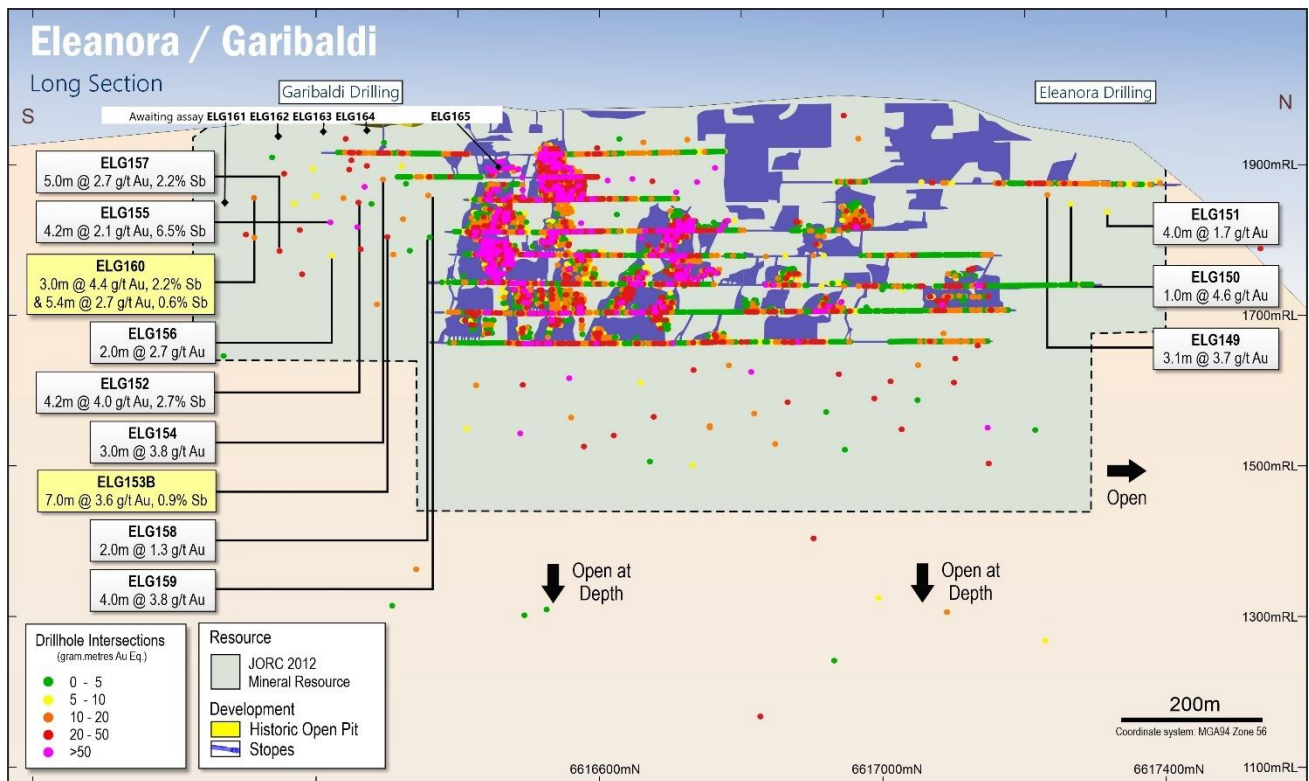 Eleanora / Garibaldi
Long Section
S
Garibaldi Drilling
Eleanora Drilling
N
Awaiting assay ELG161 ELG162 ELG163 ELG164 ELG165
ELG157
5.0m @ 2.7 g/t Au, 2.2% Sb
ELG155
4.2m @ 2.1 g/t Au, 6.5% Sb
ELG160
3.0m @ 4.4 g/t Au, 2.2% Sb
& 5.4m @ 2.7 g/t Au, 0.6% Sb
ELG156
2.0m @ 2.7 g/t Au
ELG152
4.2m @ 4.0 g/t Au, 2.7% Sb
ELG154
3.0m @ 3.8 g/t Au
ELG153B
7.0m @ 3.6 g/t Au, 0.9% Sb
ELG158
2.0m @ 1.3 g/t Au
ELG159
4.0m @ 3.8 g/t Au
1900mRL
ELG151
4.0m @ 1.7 g/t Au
ELG150
1.0m @ 4.6 g/t Au
1700mRL
ELG149
3.1m @ 3.7 g/t Au
1500mRL
Open
Open at
Depth
Open at
Depth
1300mRL
Drillhole Intersections
(gram.metres Au Eq.)
0 - 5
5 - 10
10 - 20
20 - 50
>50
Resource
JORC 2012
Mineral Resource
Development
Historic Open Pit
Stopes
200m
Coordinate system: MGA94 Zone 56
6616600mN
6617000mN
6617400mN
1100mRL